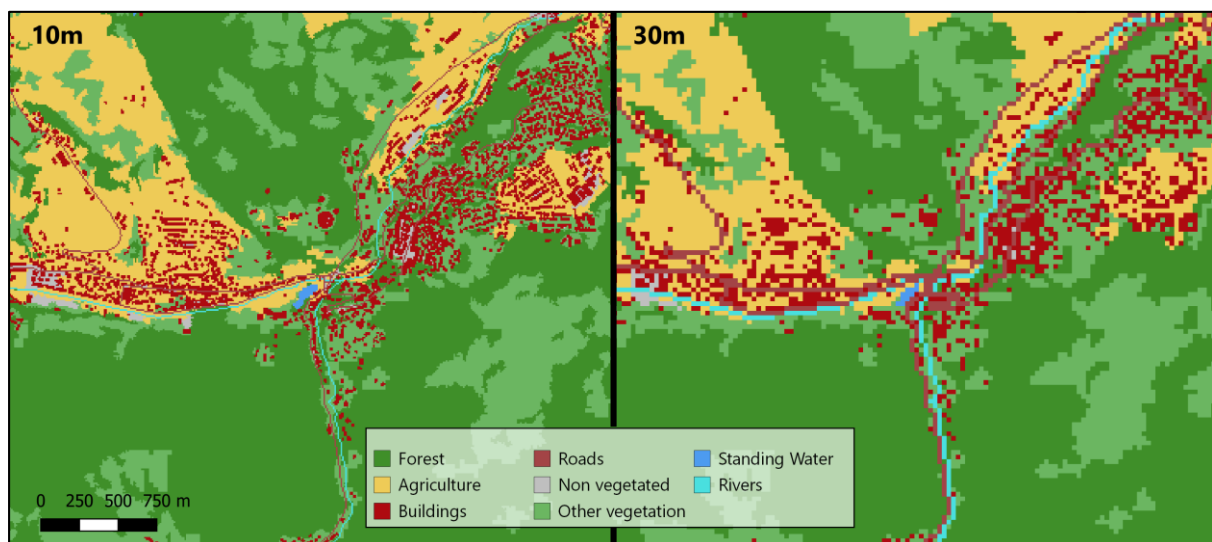 10m
30m
Forest
Roads
Standing Water
Agriculture
Non vegetated
Rivers
Buildings
Other vegetation
0 250 500 750 m